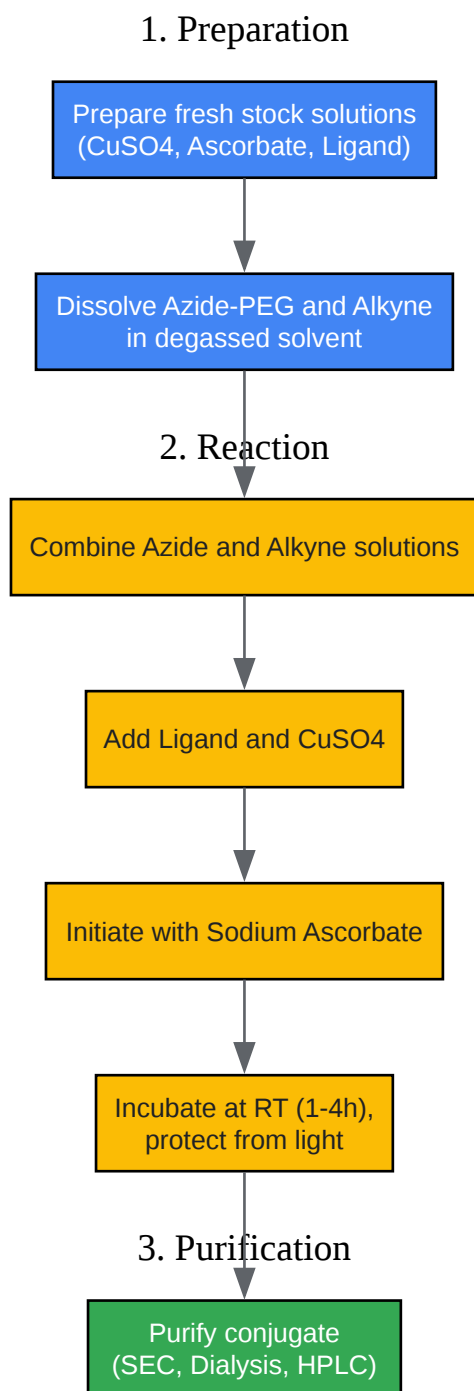 1. Preparation
Prepare fresh stock solutions
(CuSO4, Ascorbate, Ligand)
Dissolve Azide-PEG and Alkyne
in degassed solvent
2. Reaction
Combine Azide and Alkyne solutions
Add Ligand and CuSO4
Initiate with Sodium Ascorbate
Incubate at RT (1-4h),
protect from light
3. Purification
Purify conjugate
(SEC, Dialysis, HPLC)